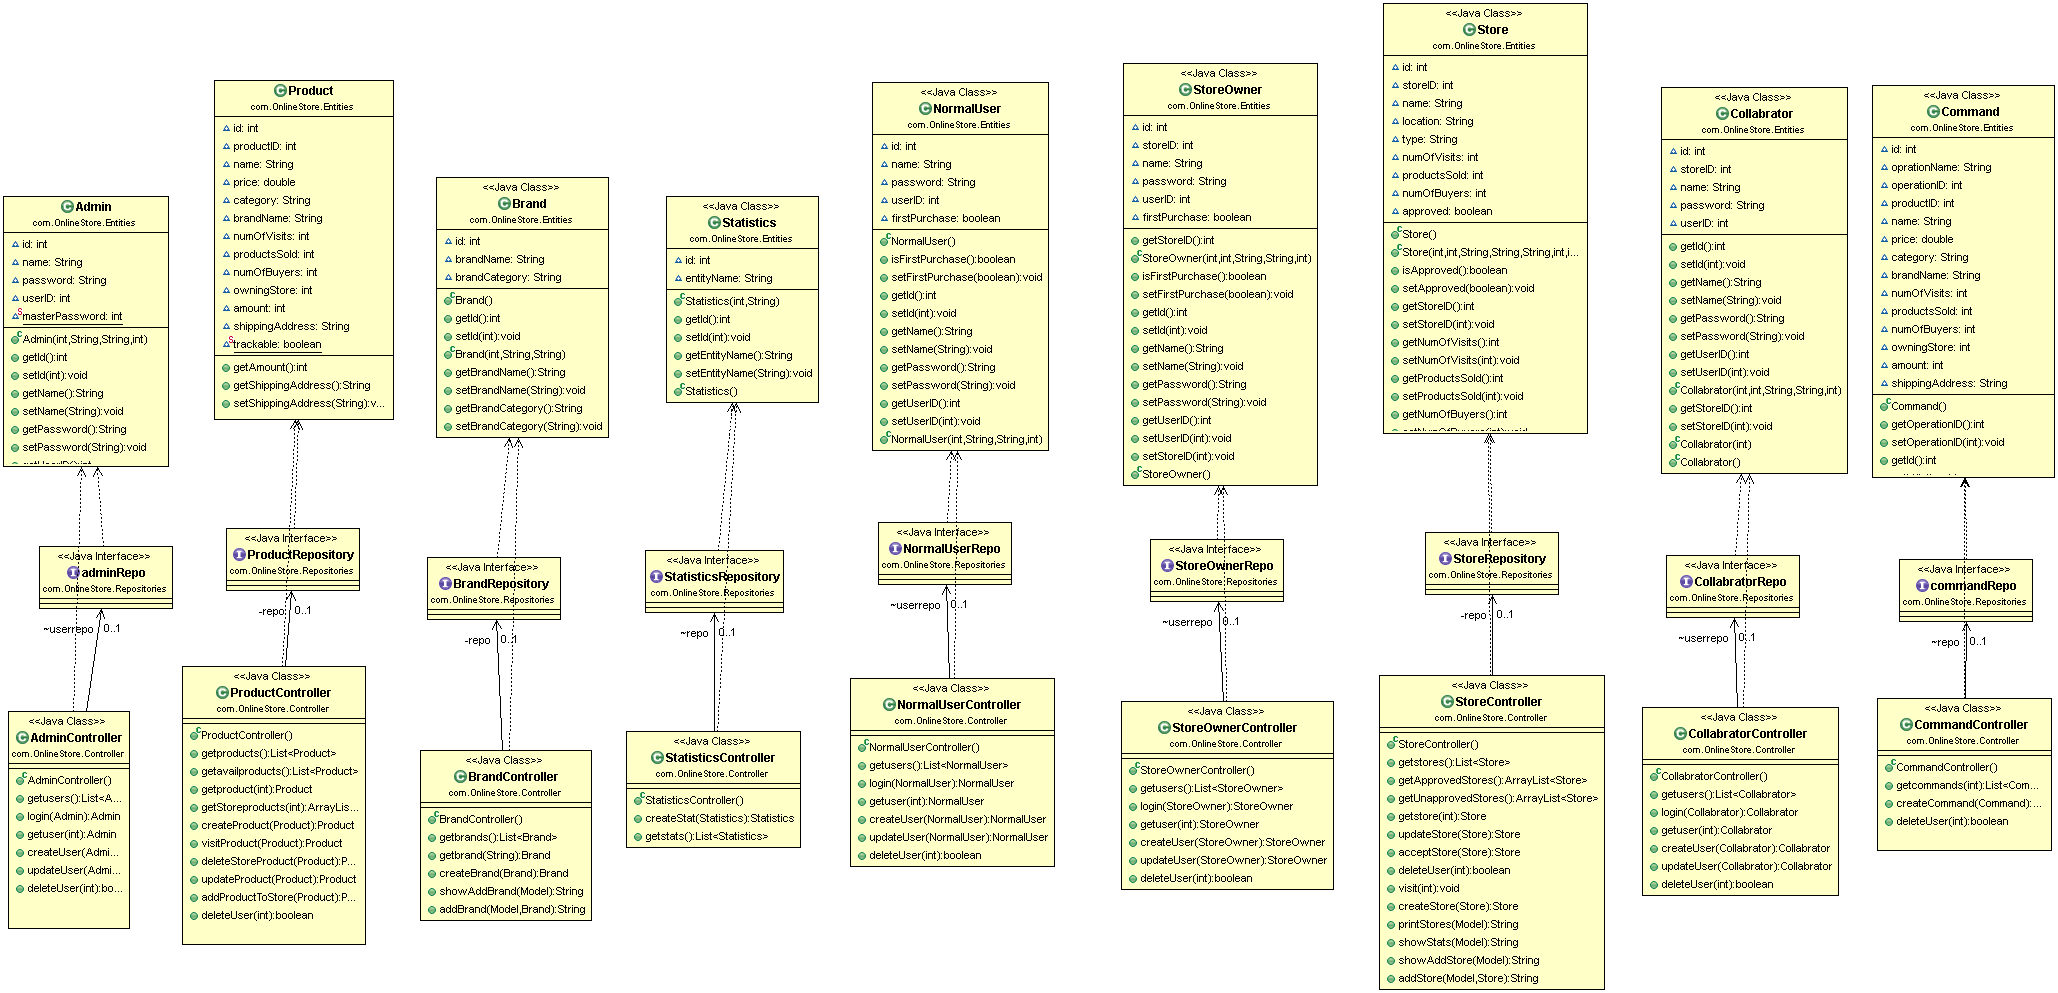 Admin
com.OnlineStore.Entities
id: int
name: String
password: String
userID: int
masterPassword: int
Admin(int,String,String,int)
getId():int
setId(int):void
getName():String
setName(String):void
getPassword():String
setPassword(String):void
getUserID():int
<<Java Interface>>
adminRepo
com.OnlineStore.Repositories
~userrepo 0..1
<<Java Class>>
AdminController
com.OnlineStore.Controller
AdminController()
getusers():List<A...
login(Admin):Admin
getuser(int):Admin
createUser(Admi...
updateUser(Admi...
deleteUser(int):bo...
Product
com.OnlineStore.Entities
id: int
productID: int
name: String
price: double
category: String
brandName: String
numOfVisits: int
productsSold: int
numOfBuyers: int
owningStore: int
amount: int
shippingAddress: String
trackable: boolean
getAmount():int
getShippingAddress():String
setShippingAddress(String):v...
<<Java Interface>>
ProductRepository
com.OnlineStore.Repositories
-repo 0..1
<<Java Class>>
ProductController
com.OnlineStore.Controller
ProductController()
getproducts():List<Product>
getavailproducts():List<Product>
getproduct(int):Product
getStoreproducts(int):ArrayLis...
createProduct(Product):Product
visitProduct(Product):Product
deleteStoreProduct(Product):P...
updateProduct(Product):Product
addProductToStore(Product):P...
deleteUser(int):boolean
<<Java Class>>
Brand
com.OnlineStore.Entities
id: int
brandName: String
brandCategory: String
Brand()
getId():int
setId(int):void
Brand(int,String,String)
getBrandName():String
setBrandName(String):void
getBrandCategory():String
setBrandCategory(String):void
<<Java Interface>>
BrandRepository
com.OnlineStore.Repositories
-repo 0..1
<<Java Class>>
BrandController
com.OnlineStore.Controller
BrandController()
getbrands():List<Brand>
getbrand(String):Brand
createBrand(Brand):Brand
showAddBrand(Model):String
addBrand(Model,Brand):String
<<Java Class>>
Statistics
com.OnlineStore.Entities
id: int
entityName: String
Statistics(int,String)
getId():int
setId(int):void
getEntityName():String
setEntityName(String):void
Statistics()
<<Java Interface>>
StatisticsRepository
com.OnlineStore.Repositories
~repo 0..1
<<Java Class>>
StatisticsController
com.OnlineStore.Controller
StatisticsController()
createStat(Statistics):Statistics
getstats():List<Statistics>
<<Java Class>>
NormalUser
com.OnlineStore.Entities
id: int
name: String
password: String
userID: int
firstPurchase: boolean
NormalUser()
isFirstPurchase():boolean
setFirstPurchase(boolean):void
getId():int
setId(int):void
getName():String
setName(String):void
getPassword():String
setPassword(String):void
getUserID():int
setUserID(int):void
NormalUser(int,String,String,int)
<<Java Interface>>
NormalUserRepo
com.OnlineStore.Repositories
~userrepo 0..1
<<Java Class>>
NormalUserController
com.OnlineStore.Controller
NormalUserController()
getusers():List<NormalUser>
login(NormalUser):NormalUser
getuser(int):NormalUser
createUser(NormalUser):NormalUser
updateUser(NormalUser):NormalUser
deleteUser(int):boolean
<<Java Class>>
StoreOwner
com.OnlineStore.Entities
id: int
storeID: int
name: String
password: String
userID: int
firstPurchase: boolean
getStoreID():int
StoreOwner(int,int,String,String,int)
isFirstPurchase():boolean
setFirstPurchase(boolean):void
getId():int
setId(int):void
getName():String
setName(String):void
getPassword():String
setPassword(String):void
getUserID():int
setUserID(int):void
setStoreID(int):void
StoreOwner()
<<Java Interface>>
StoreOwnerRepo
com.OnlineStore.Repositories
~userrepo 0..1
<<Java Class>>
StoreOwnerController
com.OnlineStore.Controller
StoreOwnerController()
getusers():List<StoreOwner>
login(StoreOwner):StoreOwner
getuser(int):StoreOwner
createUser(StoreOwner):StoreOwner
updateUser(StoreOwner):StoreOwner
deleteUser(int):boolean
<<Java Class>>
Store
com.OnlineStore.Entities
id: int
storeID: int
name: String
location: String
type: String
numOfVisits: int
productsSold: int
numOfBuyers: int
approved: boolean
Store()
Store(int,int,String,String,String,int,i...
isApproved():boolean
setApproved(boolean):void
getStoreID():int
setStoreID(int):void
getNumOfVisits():int
setNumOfVisits(int):void
getProductsSold():int
setProductsSold(int):void
getNumOfBuyers():int
setNumOfBuyers(int):void
<<Java Interface>>
StoreRepository
com.OnlineStore.Repositories
-repo 0..1
<<Java Class>>
StoreController
com.OnlineStore.Controller
StoreController()
getstores():List<Store>
getApprovedStores():ArrayList<Store>
getUnapprovedStores():ArrayList<Store>
getstore(int):Store
updateStore(Store):Store
acceptStore(Store):Store
deleteUser(int):boolean
visit(int):void
createStore(Store):Store
printStores(Model):String
showStats(Model):String
showAddStore(Model):String
addStore(Model,Store):String
<<Java Class>>
Collabrator
com.OnlineStore.Entities
id: int
storeID: int
name: String
password: String
userID: int
getId():int
setId(int):void
getName():String
setName(String):void
getPassword():String
setPassword(String):void
getUserID():int
setUserID(int):void
Collabrator(int,int,String,String,int)
getStoreID():int
setStoreID(int):void
Collabrator(int)
Collabrator()
<<Java Interface>>
CollabratorRepo
com.OnlineStore.Repositories
~userrepo 0..1
<<Java Class>>
CollabratorController
com.OnlineStore.Controller
CollabratorController()
getusers():List<Collabrator>
login(Collabrator):Collabrator
getuser(int):Collabrator
createUser(Collabrator):Collabrator
updateUser(Collabrator):Collabrator
deleteUser(int):boolean
<<Java Class>>
Command
com.OnlineStore.Entities
id: int
oprationName: String
operationID: int
productID: int
name: String
price: double
category: String
brandName: String
numOfVisits: int
productsSold: int
numOfBuyers: int
owningStore: int
amount: int
shippingAddress: String
Command()
getOperationID():int
setOperationID(int):void
getId():int
<<Java Interface>>
commandRepo
com.OnlineStore.Repositories
~repo 0..1
<<Java Class>>
CommandController
com.OnlineStore.Controller
CommandController()
getcommands(int):List<Com...
createCommand(Command):...
deleteUser(int):boolean